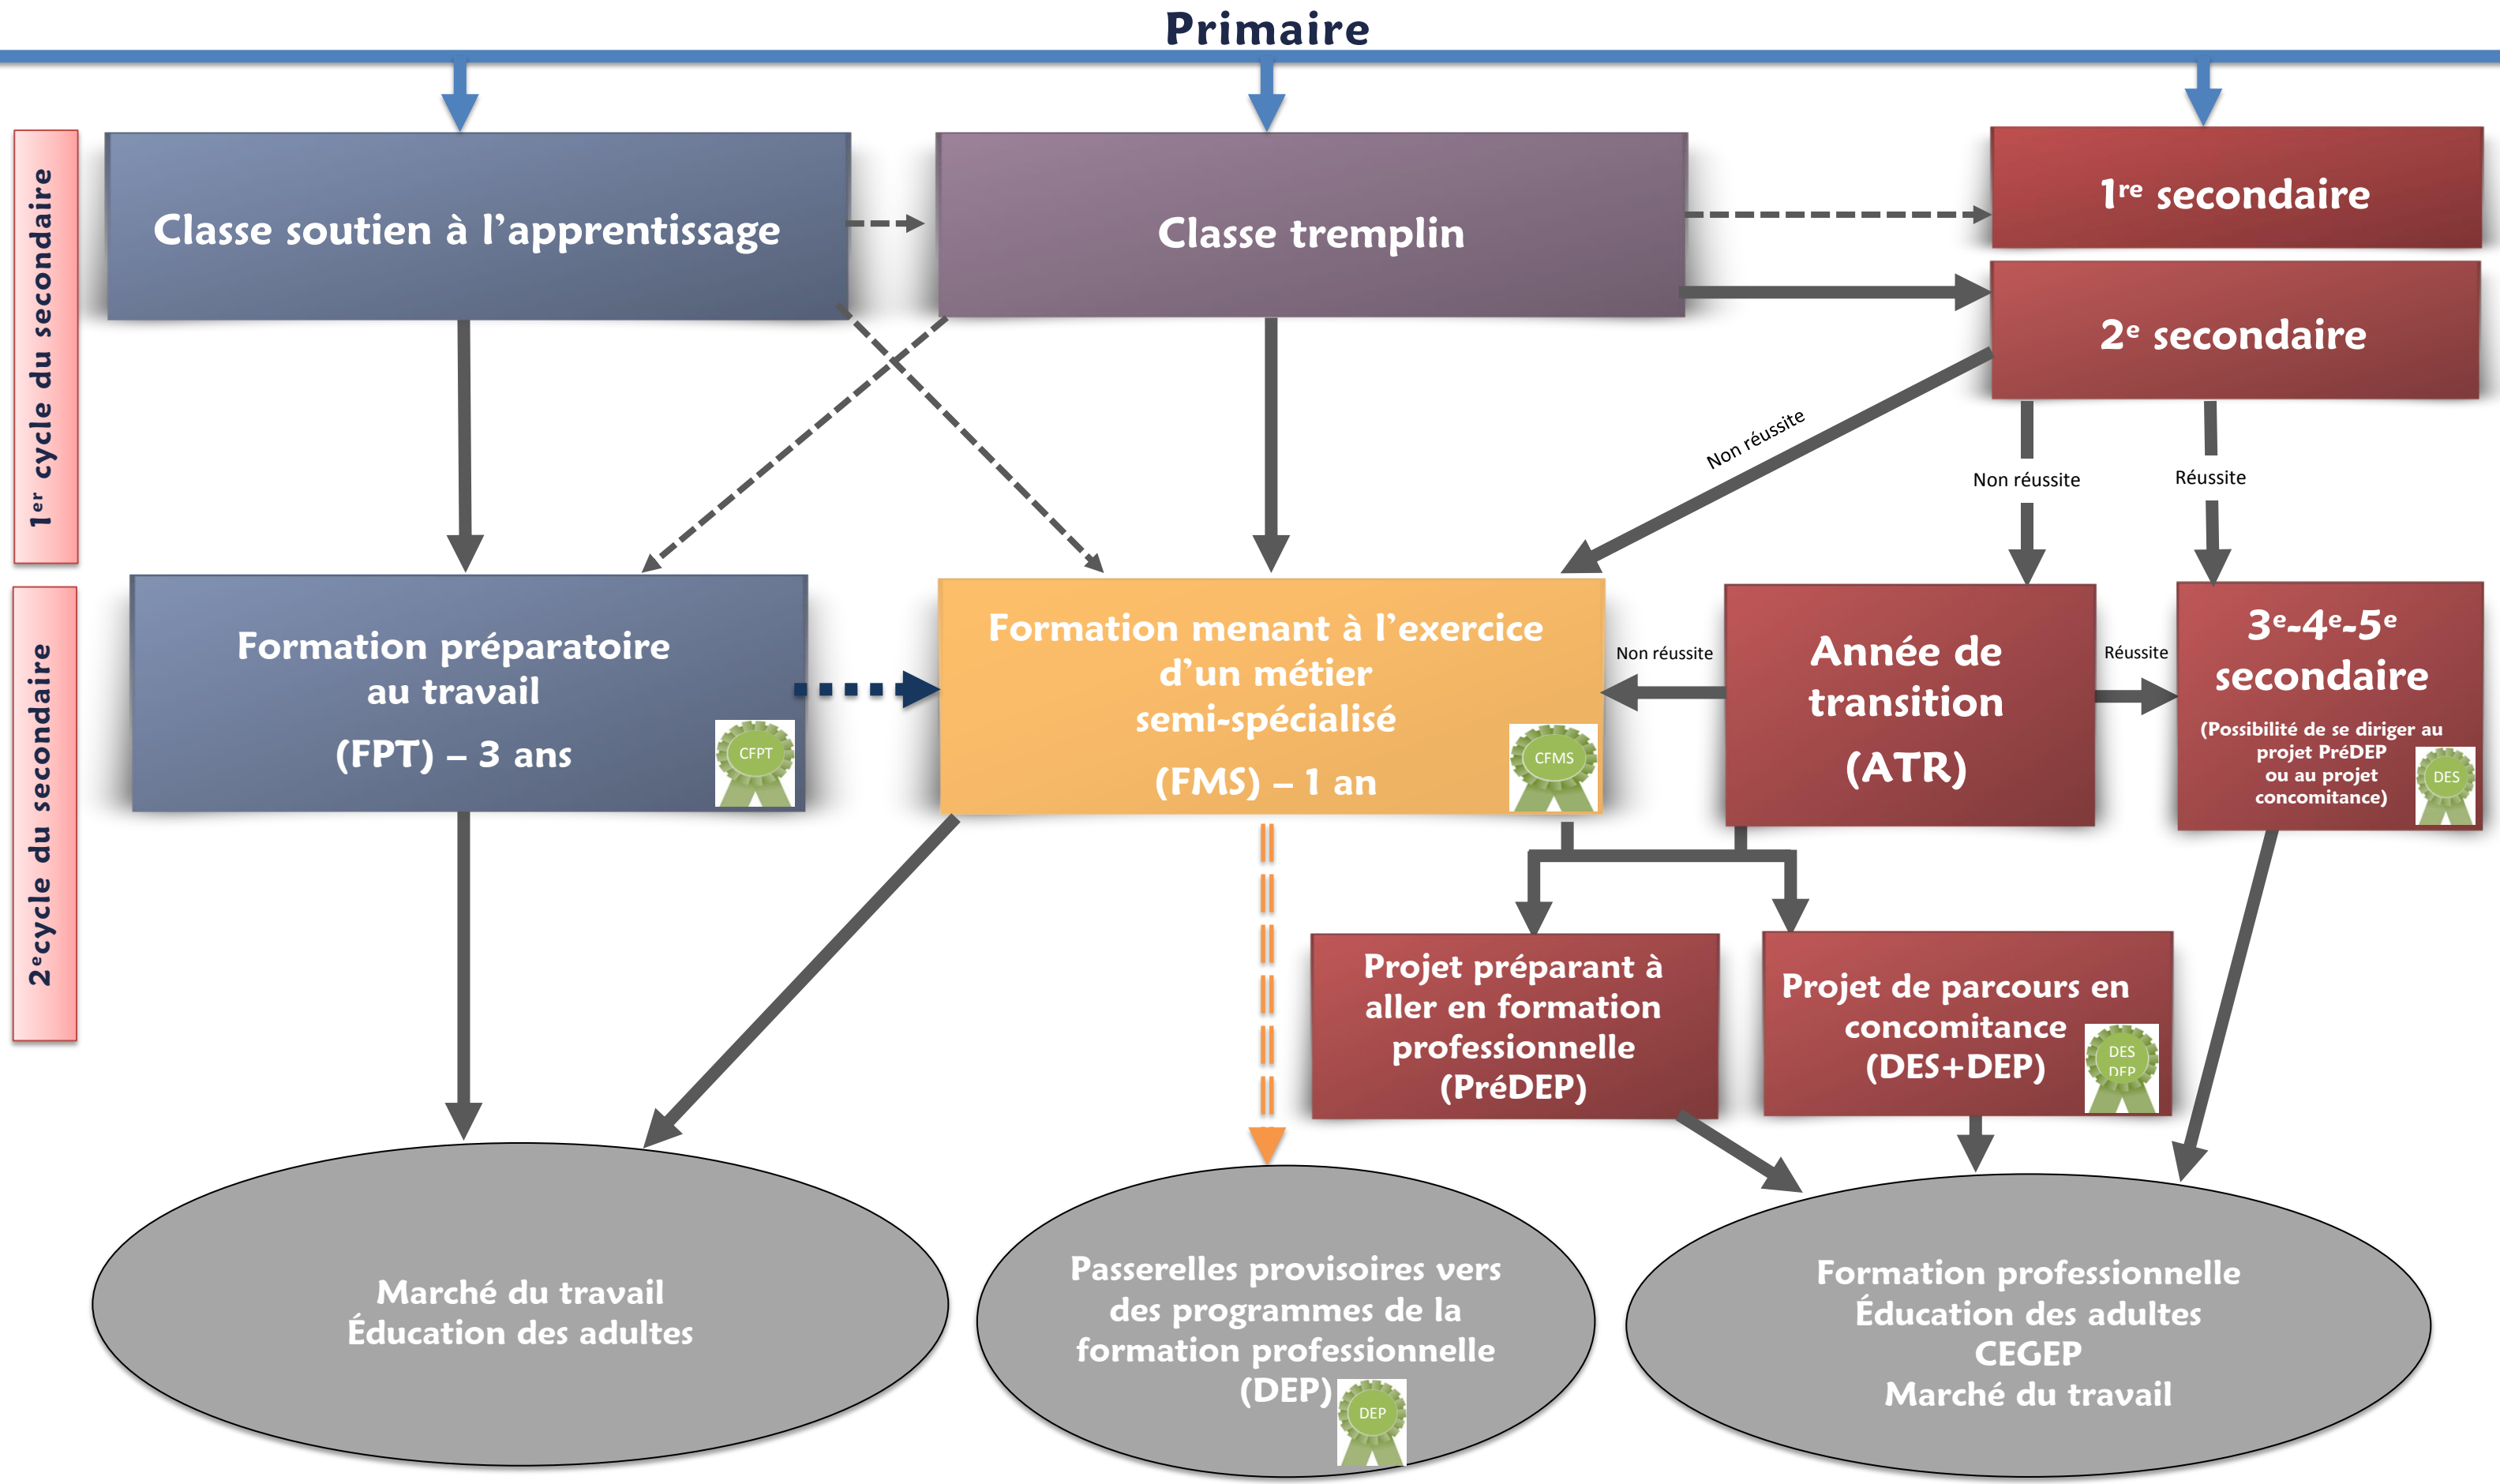 Primaire
1er cycle du secondaire
Classe soutien à l'apprentissage
Classe tremplin
1re secondaire
2e secondaire
Non réussite
Non réussite
Réussite
2e cycle du secondaire
Formation préparatoire
au travail
(FPT) – 3 ans
CFPT
Formation menant à l'exercice
d'un métier
semi-spécialisé
(FMS) – 1 an
CFMS
Non réussite
Année de
transition
(ATR)
Réussite
3e-4e-5e
secondaire
(Possibilité de se diriger au
projet PréDEP
ou au projet
concomitance)
DES
Projet préparant à
aller en formation
professionnelle
(PréDEP)
Projet de parcours en
concomitance
(DES+DEP)
DES
DEP
Marché du travail
Éducation des adultes
Passerelles provisoires vers
des programmes de la
formation professionnelle
(DEP)
DEP
Formation professionnelle
Éducation des adultes
CEGEP
Marché du travail